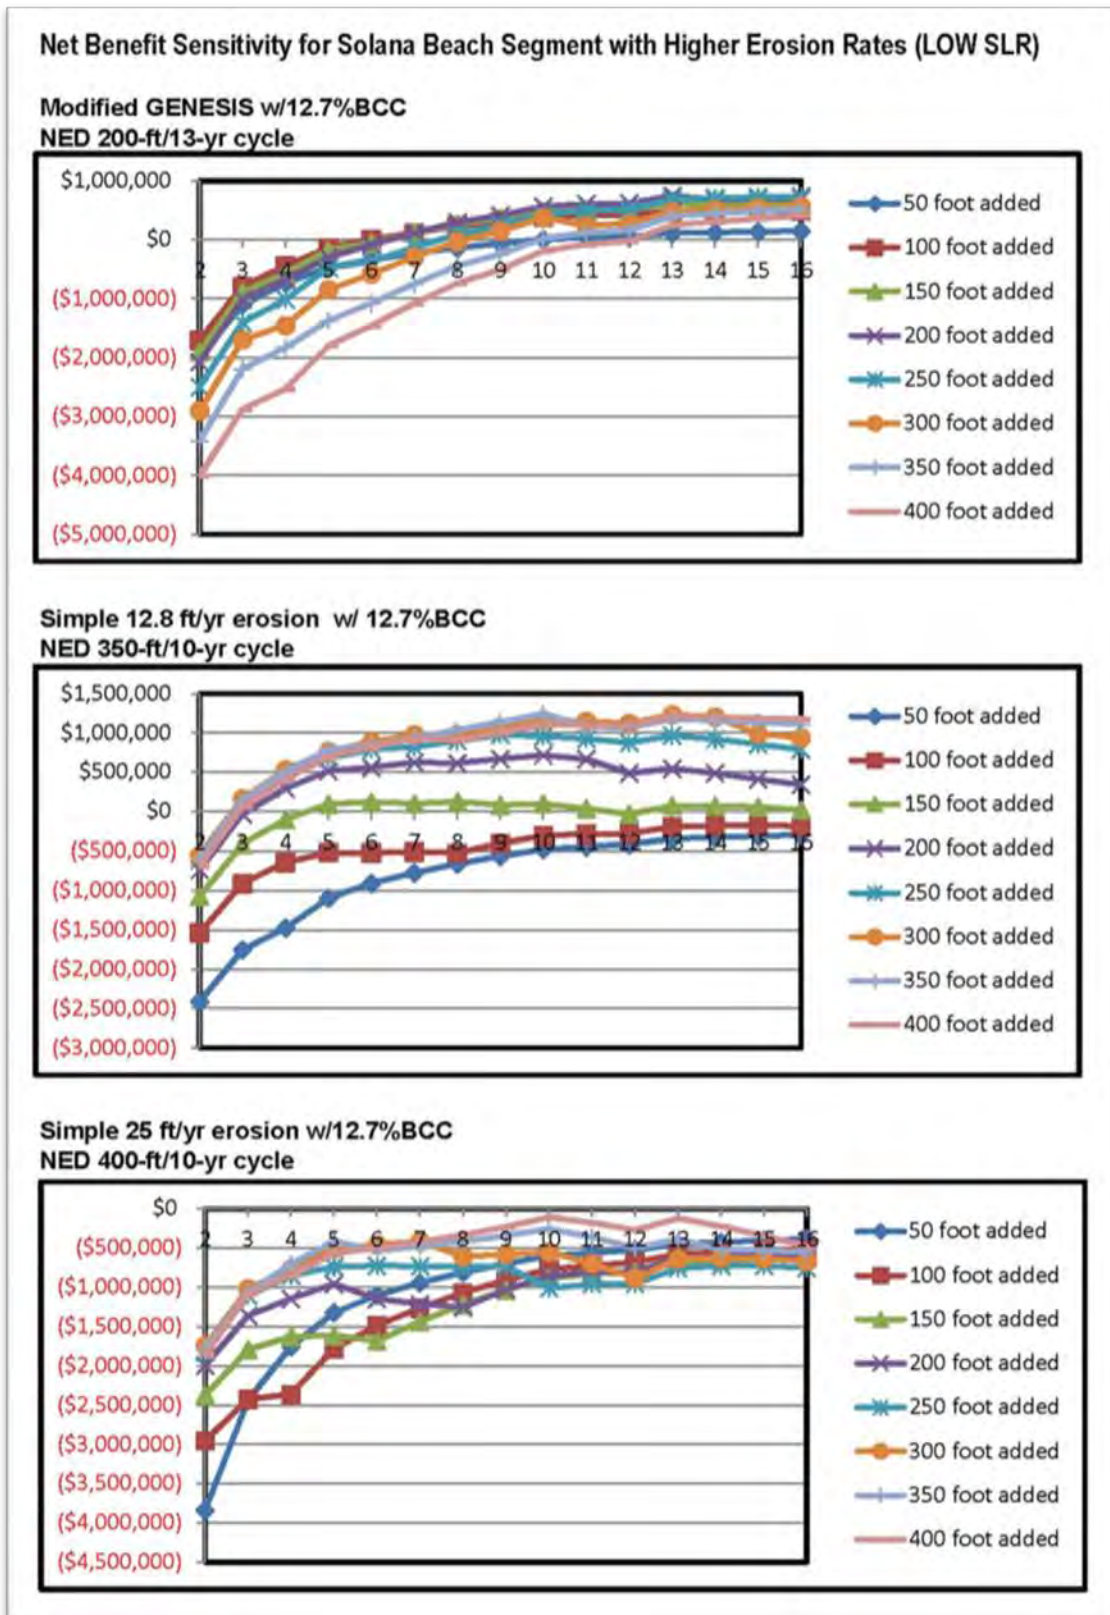 Net Benefit Sensitivity for Solana Beach Segment with Higher Erosion Rates (LOW SLR)
Modified GENESIS w/12.7%BCC
NED 200-ft/13-yr cycle
$1,000,000
$0
($1,000,000)
($2,000,000)
($3,000,000)
($4,000,000)
($5,000,000)
2 3 4 5 6 7 8 9 10 11 12 13 14 15 16
50 foot added
100 foot added
150 foot added
200 foot added
250 foot added
300 foot added
350 foot added
400 foot added
Simple 12.8 ft/yr erosion w/ 12.7%BCC
NED 350-ft/10-yr cycle
$1,500,000
$1,000,000
$500,000
$0
($500,000)
($1,000,000)
($1,500,000)
($2,000,000)
($2,500,000)
($3,000,000)
2 3 4 5 6 7 8 9 10 11 12 13 14 15 16
50 foot added
100 foot added
150 foot added
200 foot added
250 foot added
300 foot added
350 foot added
400 foot added
Simple 25 ft/yr erosion w/12.7%BCC
NED 400-ft/10-yr cycle
$0
($500,000)
($1,000,000)
($1,500,000)
($2,000,000)
($2,500,000)
($3,000,000)
($3,500,000)
($4,000,000)
($4,500,000)
2 3 4 5 6 7 8 9 10 11 12 13 14 15 16
50 foot added
100 foot added
150 foot added
200 foot added
250 foot added
300 foot added
350 foot added
400 foot added